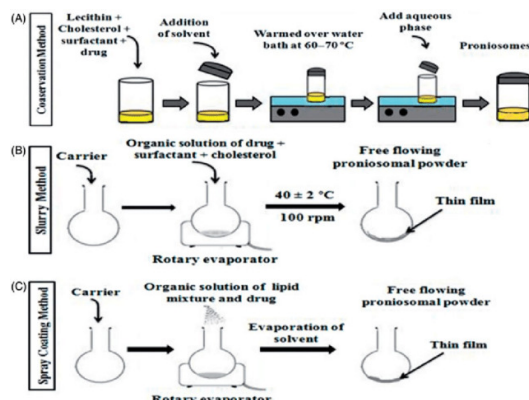 (A)
Coaservation Method
Lecithin +
Cholesterol +
surfactant +
drug
Addition
of solvent
Warmed over water
bath at 60–70 °C
Add aqueous
phase
Proniosomes
(B)
Slurry Method
Carrier
Organic solution of drug +
surfactant + cholesterol
Rotary evaporator
40 ± 2 °C
100 rpm
Free flowing
proniosomal powder
Thin film
(C)
Spray Coating Method
Carrier
Organic solution of lipid
mixture and drug
Rotary evaporator
Evaporation of
solvent
Free flowing
proniosomal powder
Thin film